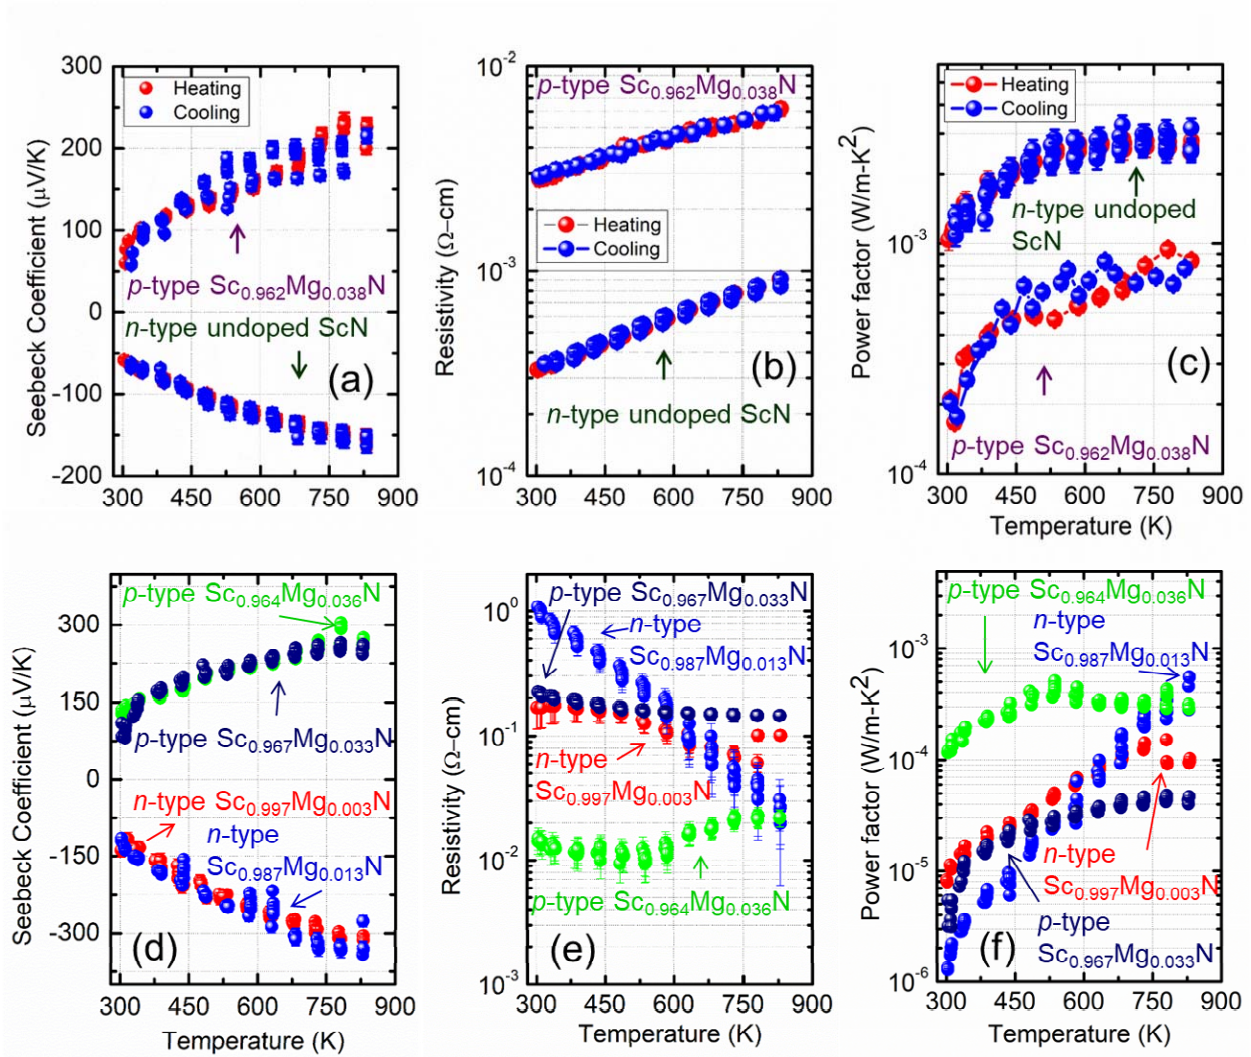 300
200
100
0
-100
-200
Seebeck Coefficient (μV/K)
Heating
Cooling
p-type Sc0.962Mg0.038N
n-type undoped ScN
(a)
300 450 600 750 900
10-2
10-3
10-4
Resistivity (Ω–cm)
p-type Sc0.962Mg0.038N
Heating
Cooling
(b)
n-type undoped ScN
300 450 600 750 900
10-3
10-4
Power factor (W/m-K2)
Heating
Cooling
n-type undoped
ScN
(c)
p-type Sc0.962Mg0.038N
300 450 600 750 900
Temperature (K)
300
150
0
-150
-300
Seebeck Coefficient (μV/K)
p-type Sc0.964Mg0.036N
p-type Sc0.967Mg0.033N
n-type Sc0.997Mg0.003N
n-type
Sc0.987Mg0.013N
(d)
300 450 600 750 900
Temperature (K)
100
10-1
10-2
10-3
Resistivity (Ω–cm)
p-type Sc0.967Mg0.033N
n-type
Sc0.987Mg0.013N
n-type
Sc0.997Mg0.003N
p-type Sc0.964Mg0.036N
(e)
300 450 600 750 900
Temperature (K)
10-3
10-4
10-5
10-6
Power factor (W/m-K2)
p-type Sc0.964Mg0.036N
n-type
Sc0.987Mg0.013N
n-type
Sc0.997Mg0.003N
p-type
Sc0.967Mg0.033N
(f)
300 450 600 750 900
Temperature (K)